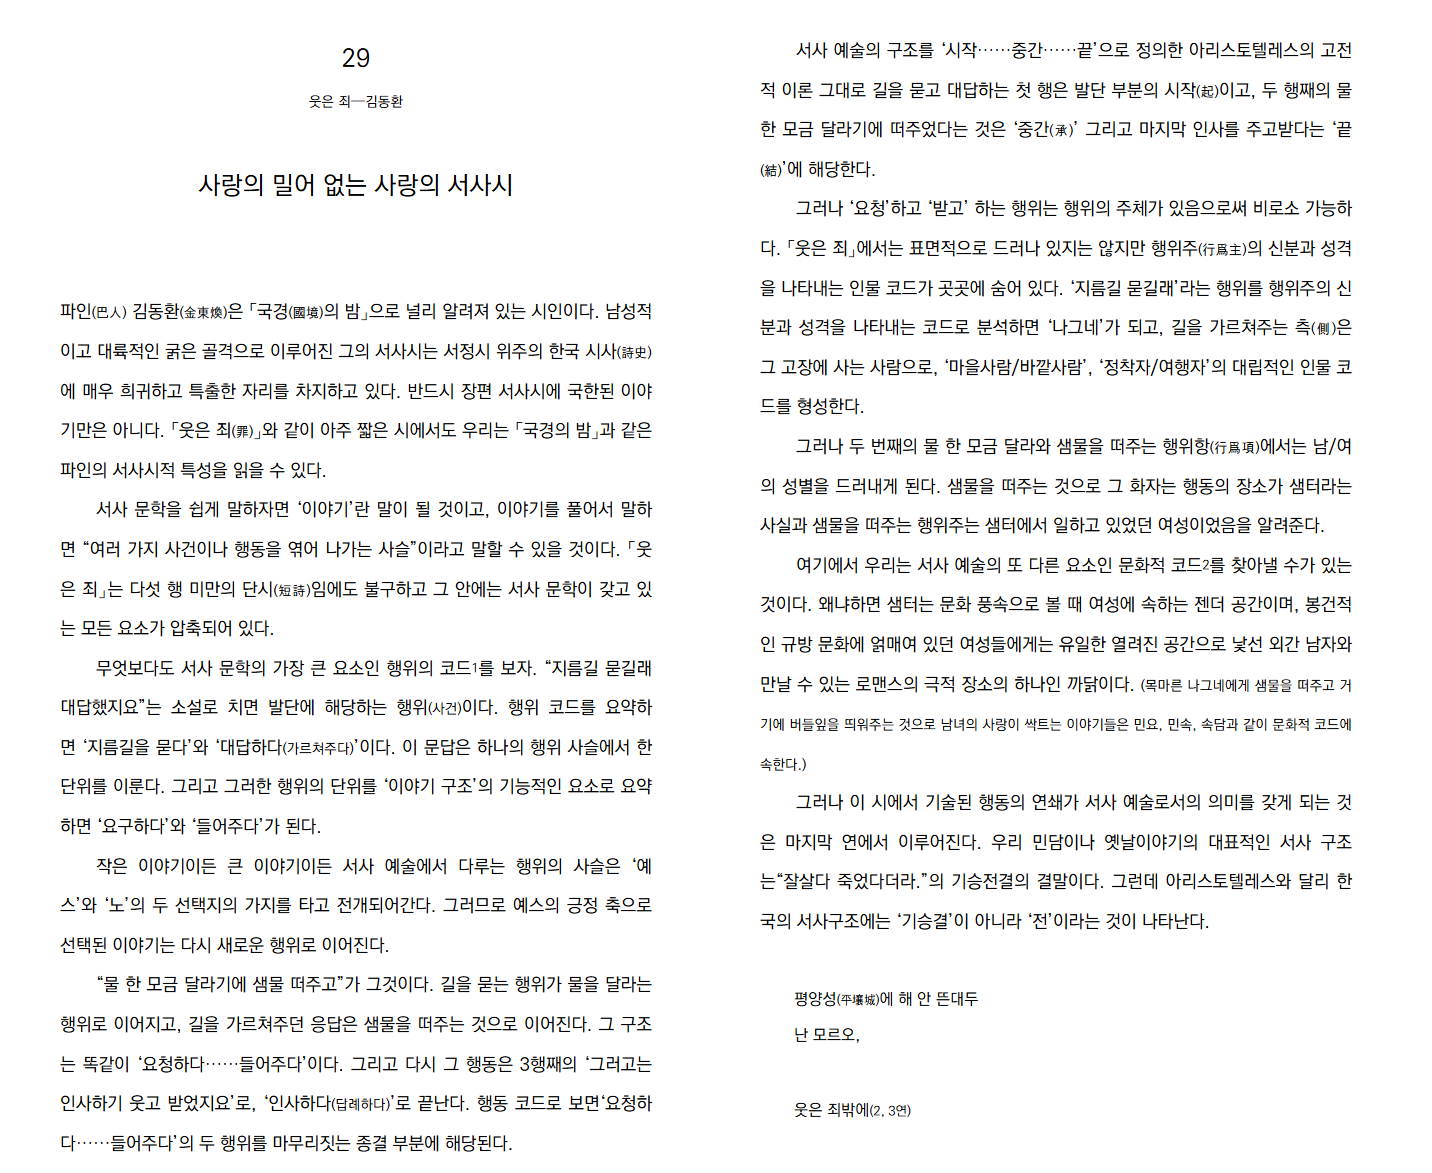 29
웃은 죄─김동환
사랑의 밀어 없는 사랑의 서사시
파인(巴人) 김동환(金東煥)은 「국경(國境)의 밤」으로 널리 알려져 있는 시인이다. 남성적
이고 대륙적인 굵은 골격으로 이루어진 그의 서사시는 서정시 위주의 한국 시사(詩史)
에 매우 희귀하고 특출한 자리를 차지하고 있다. 반드시 장편 서사시에 국한된 이야
기만은 아니다. 「웃은 죄(罪)」와 같이 아주 짧은 시에서도 우리는 「국경의 밤」과 같은
파인의 서사시적 특성을 읽을 수 있다.
서사 문학을 쉽게 말하자면 ‘이야기’란 말이 될 것이고, 이야기를 풀어서 말하
면 “여러 가지 사건이나 행동을 엮어 나가는 사슬”이라고 말할 수 있을 것이다. 「웃
은 죄」는 다섯 행 미만의 단시(短詩)임에도 불구하고 그 안에는 서사 문학이 갖고 있
는 모든 요소가 압축되어 있다.
무엇보다도 서사 문학의 가장 큰 요소인 행위의 코드1를 보자. “지름길 묻길래
대답했지요”는 소설로 치면 발단에 해당하는 행위(사건)이다. 행위 코드를 요약하
면 ‘지름길을 묻다’와 ‘대답하다(가르쳐주다)’이다. 이 문답은 하나의 행위 사슬에서 한
단위를 이룬다. 그리고 그러한 행위의 단위를 ‘이야기 구조’의 기능적인 요소로 요약
하면 ‘요구하다’와 ‘들어주다’가 된다.
작은 이야기이든 큰 이야기이든 서사 예술에서 다루는 행위의 사슬은 ‘예
스’와 ‘노’의 두 선택지의 가지를 타고 전개되어간다. 그러므로 예스의 긍정 축으로
선택된 이야기는 다시 새로운 행위로 이어진다.
“물 한 모금 달라기에 샘물 떠주고”가 그것이다. 길을 묻는 행위가 물을 달라는
행위로 이어지고, 길을 가르쳐주던 응답은 샘물을 떠주는 것으로 이어진다. 그 구조
는 똑같이 ‘요청하다……들어주다’이다. 그리고 다시 그 행동은 3행째의 ‘그러고는
인사하기 웃고 받었지요’로, ‘인사하다(답례하다)’로 끝난다. 행동 코드로 보면‘요청하
다……들어주다’의 두 행위를 마무리짓는 종결 부분에 해당된다.
서사 예술의 구조를 ‘시작……중간……끝’으로 정의한 아리스토텔레스의 고전
적 이론 그대로 길을 묻고 대답하는 첫 행은 발단 부분의 시작(起)이고, 두 행째의 물
한 모금 달라기에 떠주었다는 것은 ‘중간(承)’ 그리고 마지막 인사를 주고받다는 ‘끝
(結)’에 해당한다.
그러나 ‘요청’하고 ‘받고’ 하는 행위는 행위의 주체가 있음으로써 비로소 가능하
다. 「웃은 죄」에서는 표면적으로 드러나 있지는 않지만 행위주(行爲主)의 신분과 성격
을 나타내는 인물 코드가 곳곳에 숨어 있다. ‘지름길 묻길래’라는 행위를 행위주의 신
분과 성격을 나타내는 코드로 분석하면 ‘나그네’가 되고, 길을 가르쳐주는 측(側)은
그 고장에 사는 사람으로, ‘마을사람/바깥사람’, ‘정착자/여행자’의 대립적인 인물 코
드를 형성한다.
그러나 두 번째의 물 한 모금 달라와 샘물을 떠주는 행위항(行爲項)에서는 남/여
의 성별을 드러내게 된다. 샘물을 떠주는 것으로 그 화자는 행동의 장소가 샘터라는
사실과 샘물을 떠주는 행위주는 샘터에서 일하고 있었던 여성이었음을 알려준다.
여기에서 우리는 서사 예술의 또 다른 요소인 문화적 코드2를 찾아낼 수가 있는
것이다. 왜냐하면 샘터는 문화 풍속으로 볼 때 여성에 속하는 젠더 공간이며, 봉건적
인 규방 문화에 얽매여 있던 여성들에게는 유일한 열려진 공간으로 낯선 외간 남자와
만날 수 있는 로맨스의 극적 장소의 하나인 까닭이다. (목마른 나그네에게 샘물을 떠주고 거
기에 버들잎을 띄워주는 것으로 남녀의 사랑이 싹트는 이야기들은 민요, 민속, 속담과 같이 문화적 코드에
속한다.)
그러나 이 시에서 기술된 행동의 연쇄가 서사 예술로서의 의미를 갖게 되는 것
은 마지막 연에서 이루어진다. 우리 민담이나 옛날이야기의 대표적인 서사 구조
는“잘살다 죽었다더라.”의 기승전결의 결말이다. 그런데 아리스토텔레스와 달리 한
국의 서사구조에는 ‘기승결’이 아니라 ‘전’이라는 것이 나타난다.
평양성(平壤城)에 해 안 뜬대두
난 모르오,
웃은 죄밖에(2, 3연)